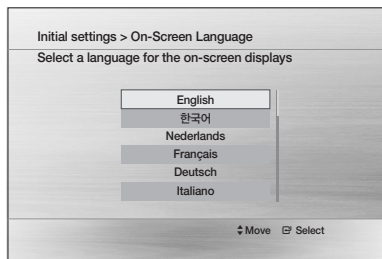 Initial settings > On-Screen Language
Select a language for the on-screen displays
English
한국어
Nederlands
Français
Deutsch
Italiano
Move Select